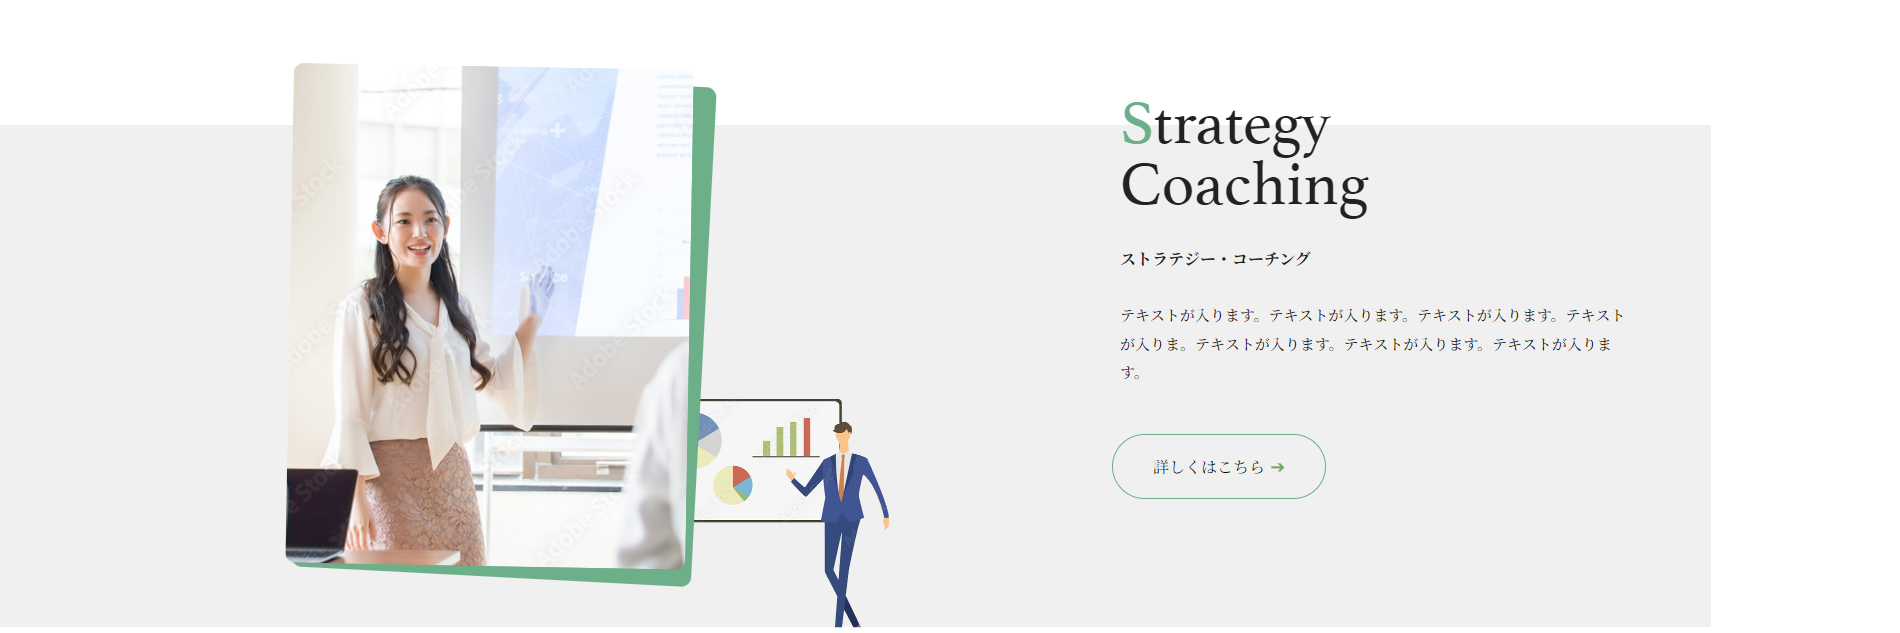 Strategy
Coaching
ストラテジー・コーチング
テキストが入ります。テキストが入ります。テキストが入ります。テキスト
が入りま。テキストが入ります。テキストが入ります。テキストが入りま
す。
詳しくはこちら ➔
Service
Adobe Stock